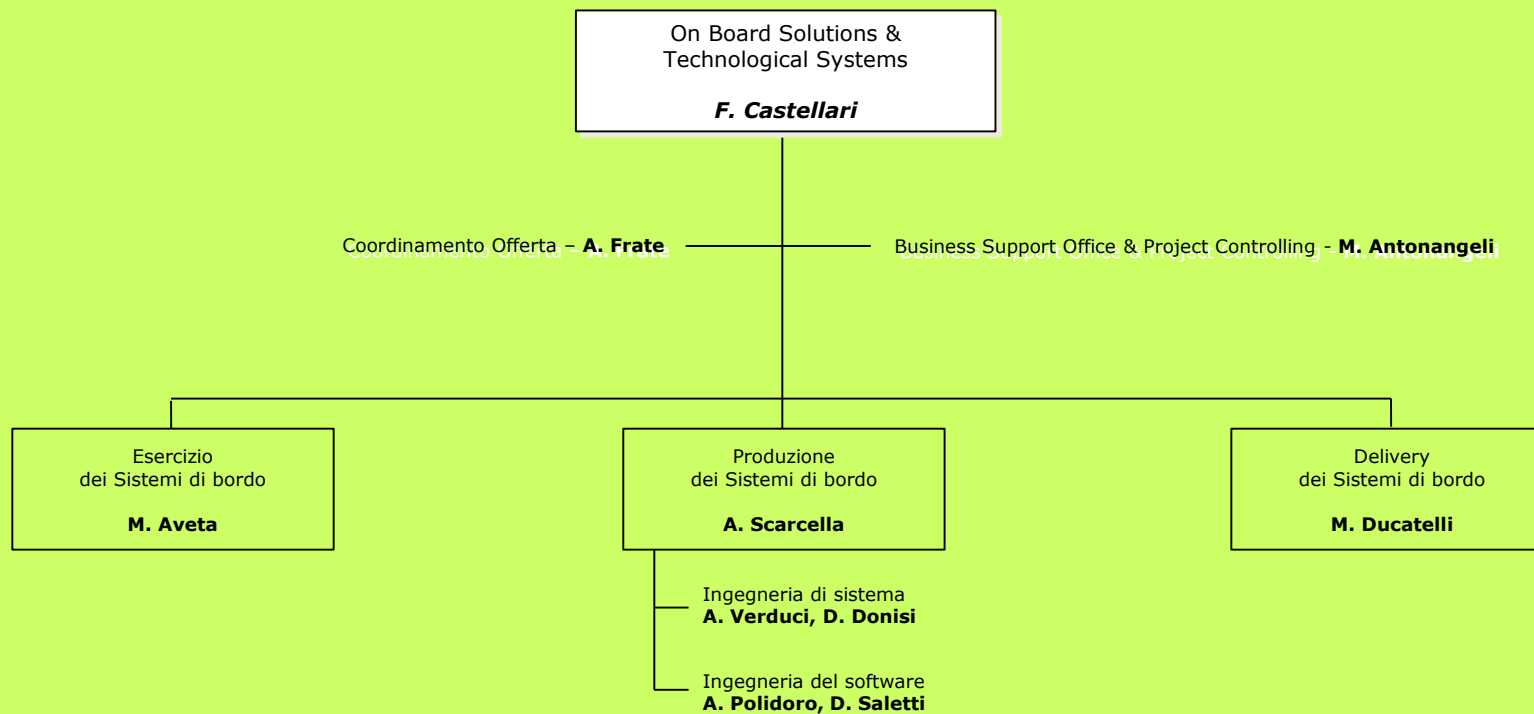 On Board Solutions &
Technological Systems
F. Castellari
Coordinamento Offerta – A. Frate
Business Support Office & Project Controlling - M. Antonangeli
Esercizio
dei Sistemi di bordo
M. Aveta
Produzione
dei Sistemi di bordo
A. Scarcella
Delivery
dei Sistemi di bordo
M. Ducatelli
Ingegneria di sistema
A. Verduci, D. Donisi
Ingegneria del software
A. Polidoro, D. Saletti